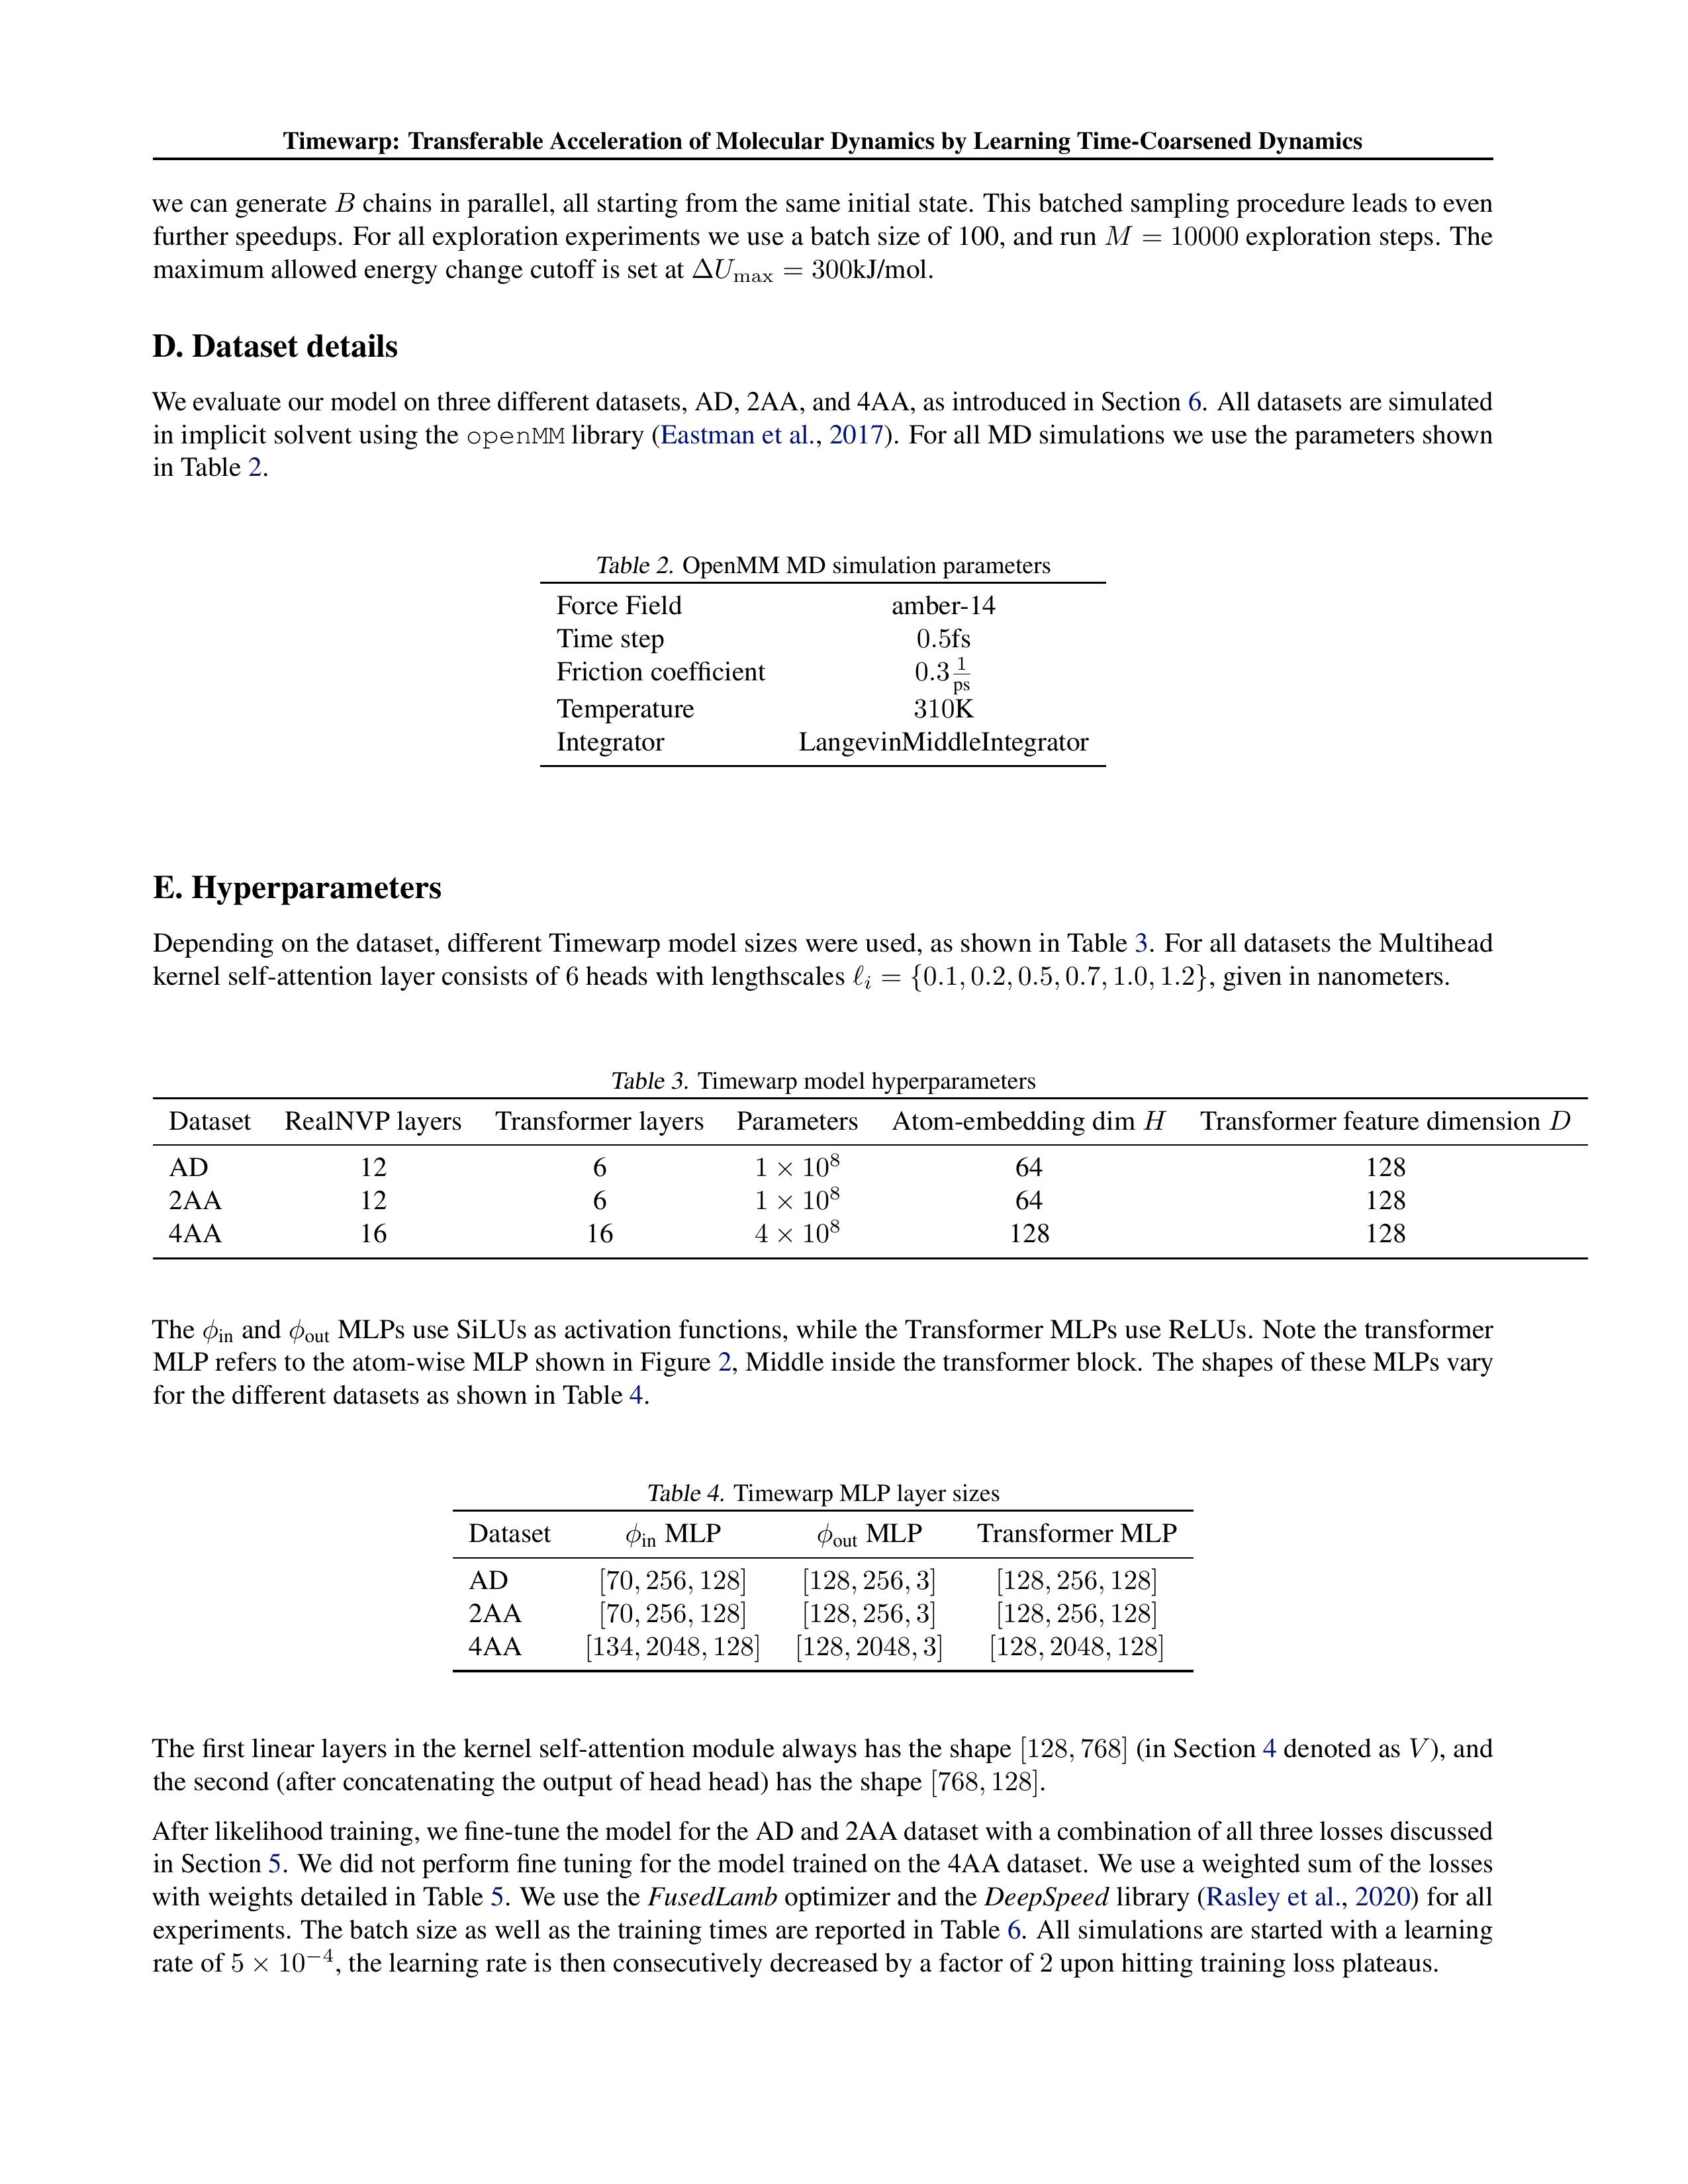 Timewarp: Transferable Acceleration of Molecular Dynamics by Learning Time-Coarsened Dynamics
we can generate B chains in parallel, all starting from the same initial state. This batched sampling procedure leads to even
further speedups. For all exploration experiments we use a batch size of 100, and run M = 10000 exploration steps. The
maximum allowed energy change cutoff is set at ΔU_max = 300kJ/mol.
D. Dataset details
We evaluate our model on three different datasets, AD, 2AA, and 4AA, as introduced in Section 6. All datasets are simulated
in implicit solvent using the openMM library (Eastman et al., 2017). For all MD simulations we use the parameters shown
in Table 2.
Table 2. OpenMM MD simulation parameters
Force Field amber-14
Time step 0.5fs
Friction coefficient 0.3 1/ps
Temperature 310K
Integrator LangevinMiddleIntegrator
E. Hyperparameters
Depending on the dataset, different Timewarp model sizes were used, as shown in Table 3. For all datasets the Multihead
kernel self-attention layer consists of 6 heads with lengthscales ℓ_i = {0.1, 0.2, 0.5, 0.7, 1.0, 1.2}, given in nanometers.
Table 3. Timewarp model hyperparameters
Dataset RealNVP layers Transformer layers Parameters Atom-embedding dim H Transformer feature dimension D
AD 12 6 1 × 10^8 64 128
2AA 12 6 1 × 10^8 64 128
4AA 16 16 4 × 10^8 128 128
The ϕ_in and ϕ_out MLPs use SiLUs as activation functions, while the Transformer MLPs use ReLUs. Note the transformer
MLP refers to the atom-wise MLP shown in Figure 2, Middle inside the transformer block. The shapes of these MLPs vary
for the different datasets as shown in Table 4.
Table 4. Timewarp MLP layer sizes
Dataset ϕ_in MLP ϕ_out MLP Transformer MLP
AD [70, 256, 128] [128, 256, 3] [128, 256, 128]
2AA [70, 256, 128] [128, 256, 3] [128, 256, 128]
4AA [134, 2048, 128] [128, 2048, 3] [128, 2048, 128]
The first linear layers in the kernel self-attention module always has the shape [128, 768] (in Section 4 denoted as V), and
the second (after concatenating the output of head head) has the shape [768, 128].
After likelihood training, we fine-tune the model for the AD and 2AA dataset with a combination of all three losses discussed
in Section 5. We did not perform fine tuning for the model trained on the 4AA dataset. We use a weighted sum of the losses
with weights detailed in Table 5. We use the FusedLamb optimizer and the DeepSpeed library (Rasley et al., 2020) for all
experiments. The batch size as well as the training times are reported in Table 6. All simulations are started with a learning
rate of 5 × 10^−4, the learning rate is then consecutively decreased by a factor of 2 upon hitting training loss plateaus.